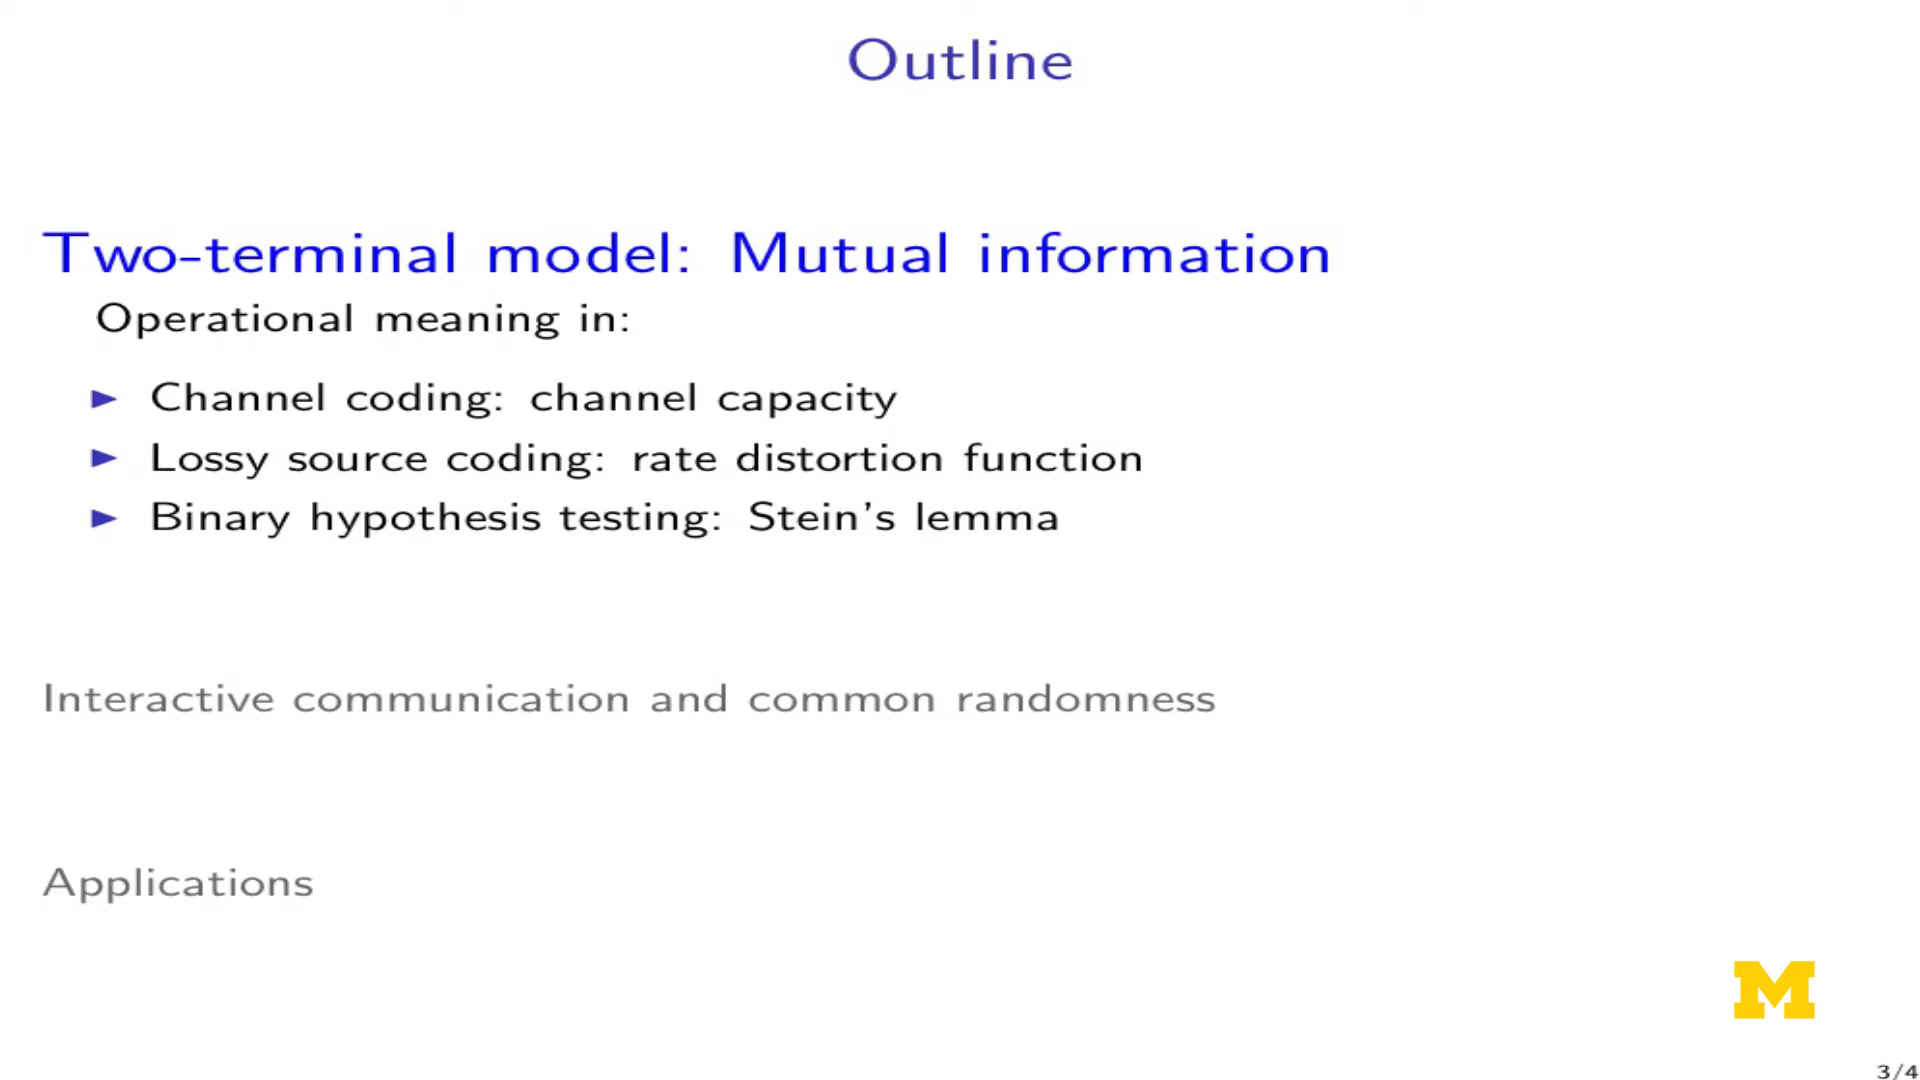 Outline
Two-terminal model: Mutual information
Operational meaning in:
▶ Channel coding: channel capacity
▶ Lossy source coding: rate distortion function
▶ Binary hypothesis testing: Stein's lemma
Interactive communication and common randomness
Applications
M
3/4